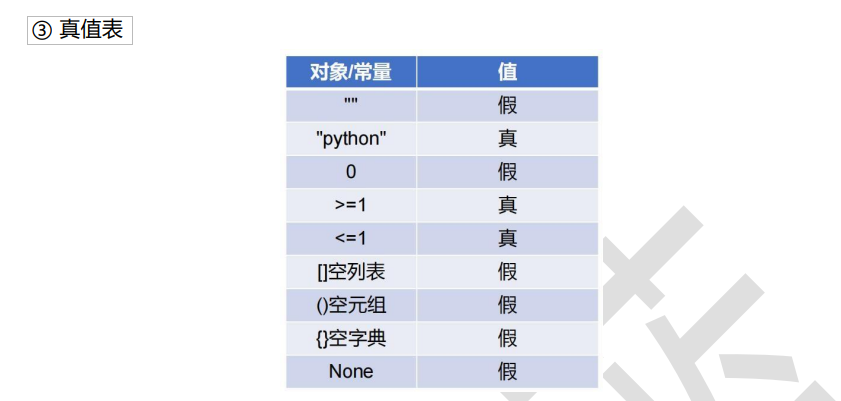 ③ 真值表
对象/常量 值
"" 假
"python" 真
0 假
>=1 真
<=1 真
[]空列表 假
()空元组 假
{}空字典 假
None 假